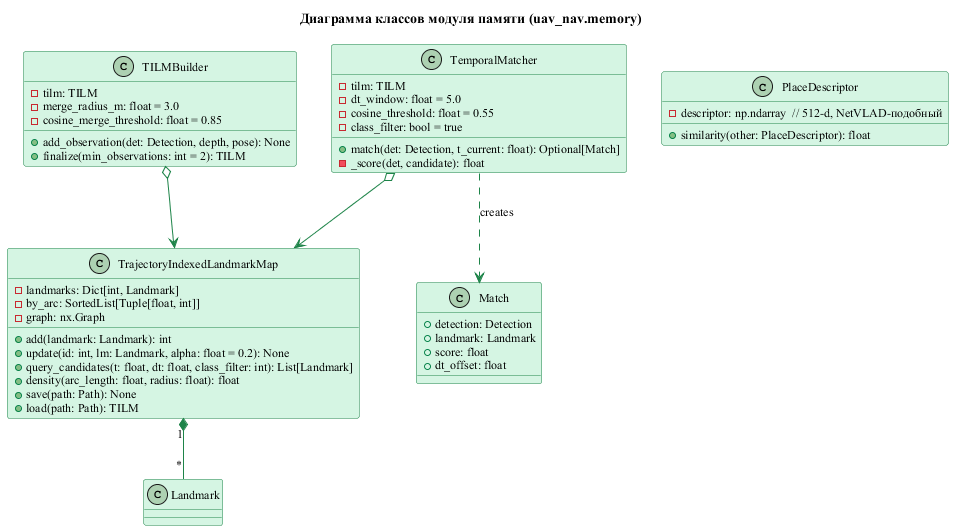 Диаграмма классов модуля памяти (uav_nav.memory)
C TILMBuilder
tilm: TILM
merge_radius_m: float = 3.0
cosine_merge_threshold: float = 0.85
add_observation(det: Detection, depth, pose): None
finalize(min_observations: int = 2): TILM
C TemporalMatcher
tilm: TILM
dt_window: float = 5.0
cosine_threshold: float = 0.55
class_filter: bool = true
match(det: Detection, t_current: float): Optional[Match]
_score(det, candidate): float
C PlaceDescriptor
descriptor: np.ndarray // 512-d, NetVLAD-подобный
similarity(other: PlaceDescriptor): float
creates
C TrajectoryIndexedLandmarkMap
landmarks: Dict[int, Landmark]
by_arc: SortedList[Tuple[float, int]]
graph: nx.Graph
add(landmark: Landmark): int
update(id: int, lm: Landmark, alpha: float = 0.2): None
query_candidates(t: float, dt: float, class_filter: int): List[Landmark]
density(arc_length: float, radius: float): float
save(path: Path): None
load(path: Path): TILM
C Match
detection: Detection
landmark: Landmark
score: float
dt_offset: float
1
*
C Landmark